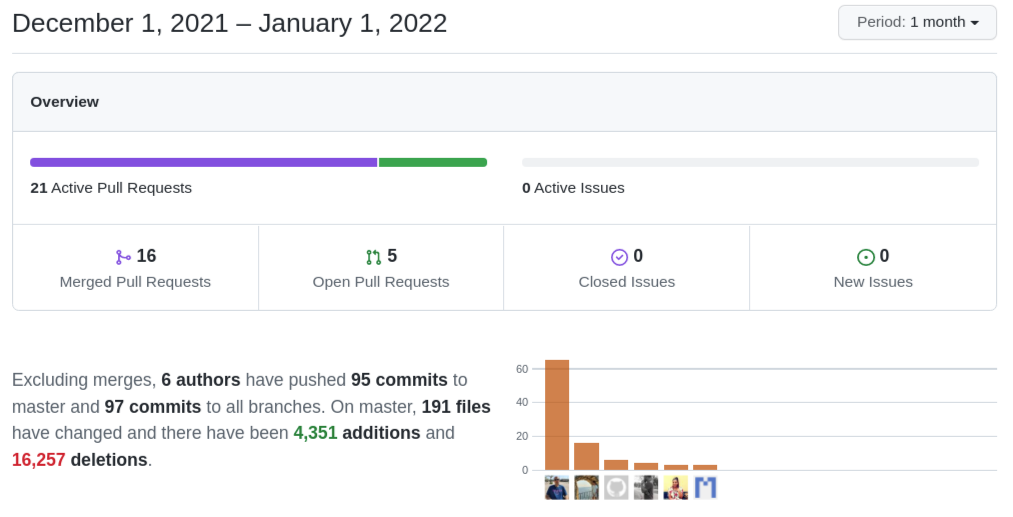 December 1, 2021 – January 1, 2022
Period: 1 month
Overview
21 Active Pull Requests
0 Active Issues
16
Merged Pull Requests
5
Open Pull Requests
0
Closed Issues
0
New Issues
Excluding merges, 6 authors have pushed 95 commits to
master and 97 commits to all branches. On master, 191 files
have changed and there have been 4,351 additions and
16,257 deletions.
60
40
20
0